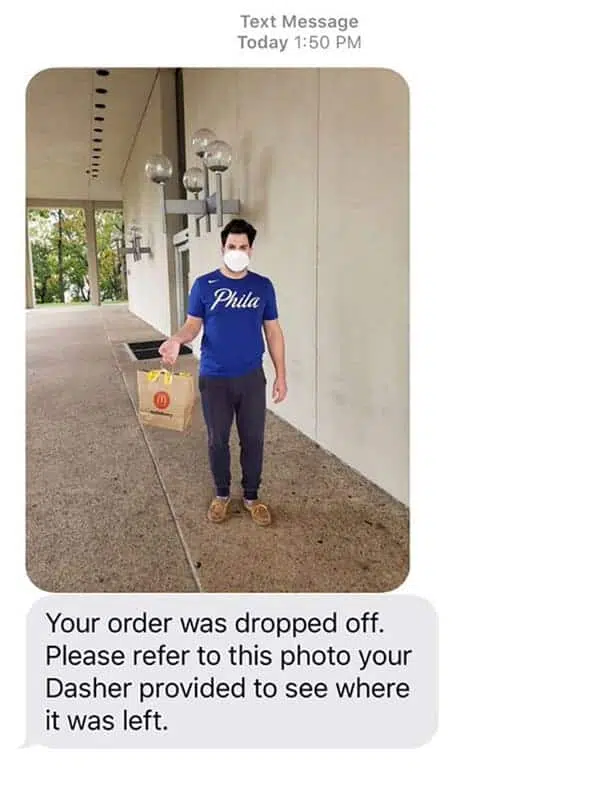 Text Message
Today 1:50 PM
Phila
Your order was dropped off.
Please refer to this photo your
Dasher provided to see where
it was left.